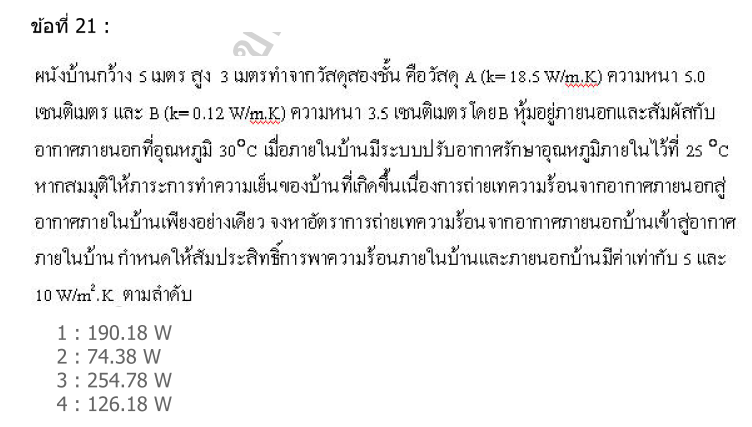 ข้อที่ 21 :
ผนังบ้านกว้าง 5 เมตร สูง 3 เมตรทำจากวัสดุสองชั้น คือวัสดุ A (k= 18.5 W/m.K) ความหนา 5.0
เซนติเมตร และ B (k= 0.12 W/m.K) ความหนา 3.5 เซนติเมตร โดยB หุ้มอยู่ภายนอกและสัมผัสกับ
อากาศภายนอกที่อุณหภูมิ 30°C เมื่อภายในบ้านมีระบบปรับอากาศรักษาอุณหภูมิภายในไว้ที่ 25 °C
หากสมมุติให้ภาระการทำความเย็นของบ้านที่เกิดขึ้นเนื่องการถ่ายเทความร้อนจากอากาศภายนอกสู่
อากาศภายในบ้านเพียงอย่างเดียว จงหาอัตราการถ่ายเทความร้อนจากอากาศภายนอกบ้านเข้าสู่อากาศ
ภายในบ้าน กำหนดให้สัมประสิทธิ์การพาความร้อนภายในบ้านและภายนอกบ้านมีค่าเท่ากับ 5 และ
10 W/m².K ตามลำดับ
1 : 190.18 W
2 : 74.38 W
3 : 254.78 W
4 : 126.18 W